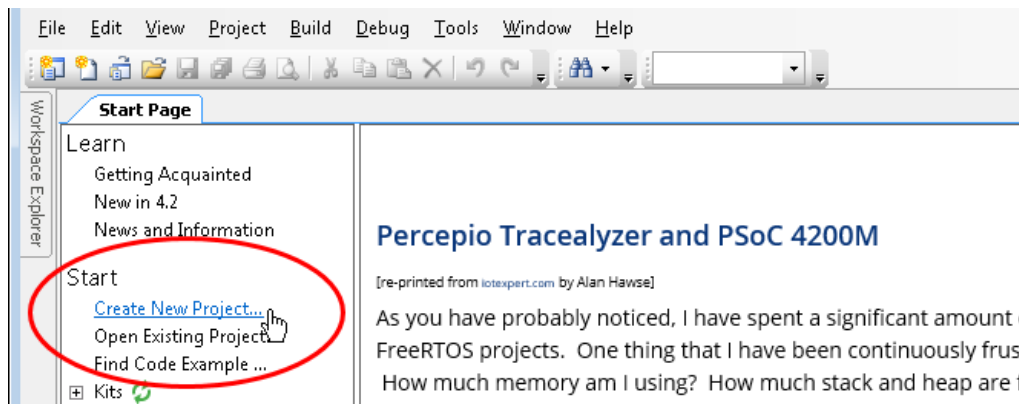 File Edit View Project Build Debug Tools Window Help
Workspace Explorer
Start Page
Learn
Getting Acquainted
New in 4.2
News and Information
Start
Create New Project...
Open Existing Project
Find Code Example ...
Kits
Percepio Tracealyzer and PSoC 4200M
[re-printed from iotexpert.com by Alan Hawse]
As you have probably noticed, I have spent a significant amount
FreeRTOS projects. One thing that I have been continuously frus
How much memory am I using? How much stack and heap are